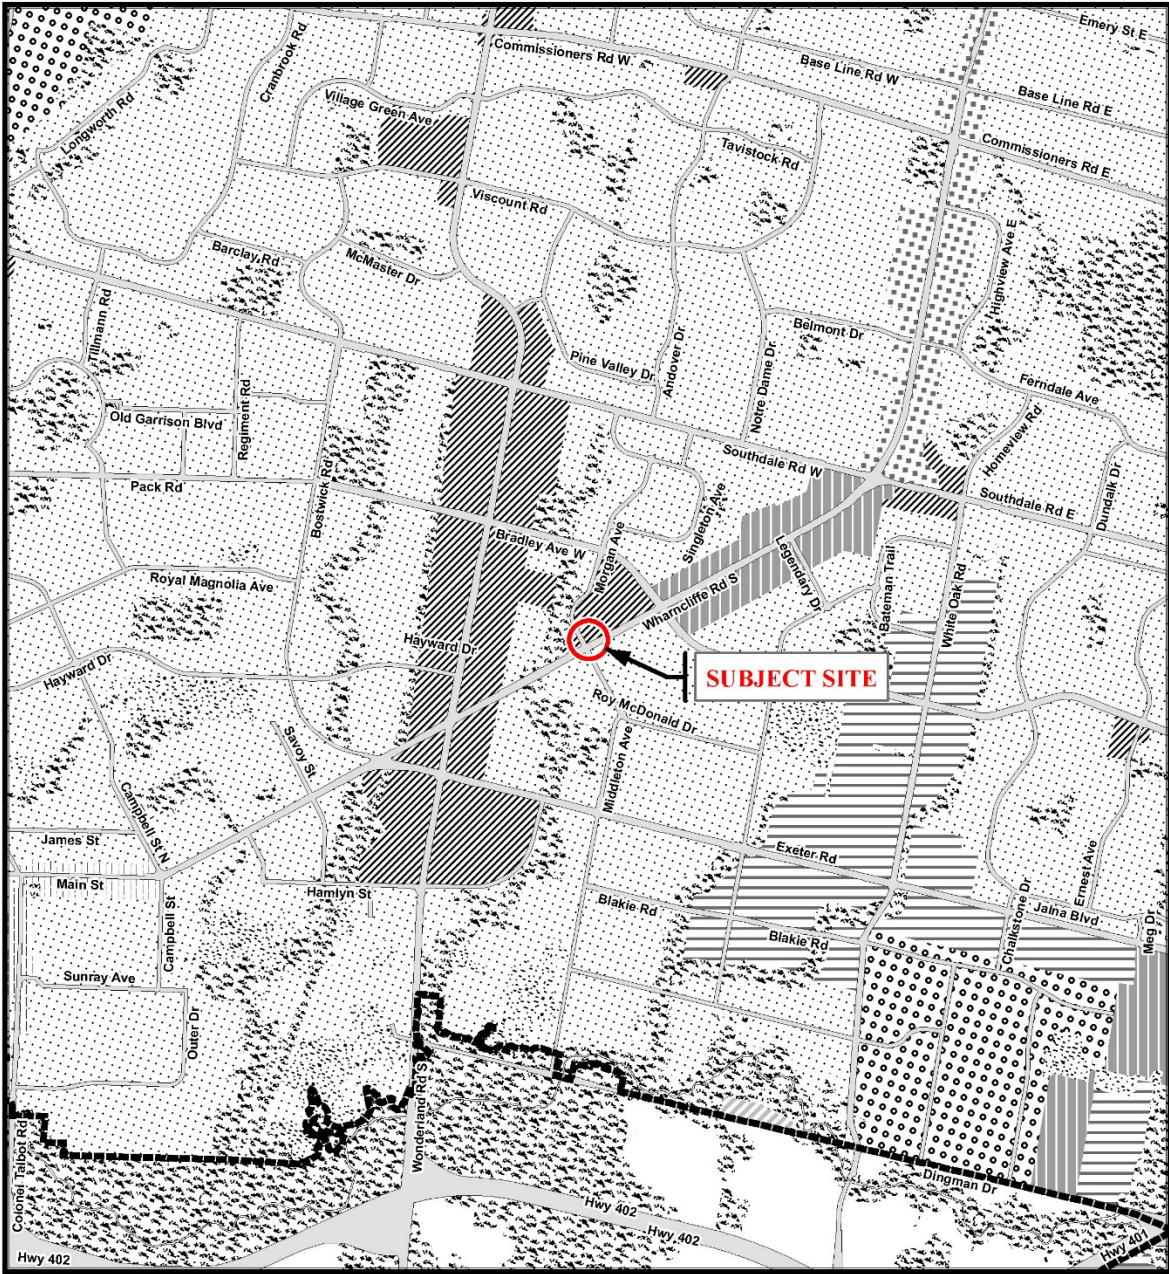 Emery St E
Commissioners Rd W
Base Line Rd W
Cranbrook Rd
Base Line Rd E
Longworth Rd
Village Green Ave
Commissioners Rd E
Tavistock Rd
Viscount Rd
Barclay Rd
McMaster Dr
Highview Ave E
Tillmann Rd
Belmont Dr
Pine Valley Dr
Andover Dr
Notre Dame Dr
Ferndale Ave
Old Garrison Blvd
Regiment Rd
Homeview Rd
Southdale Rd W
Pack Rd
Bostwick Rd
Southdale Rd E
Dundalk Dr
Singleton Ave
Bradley Ave W
Morgan Ave
Legendary Dr
Bateman Trail
Royal Magnolia Ave
White Oak Rd
Wharncliffe Rd S
Hayward Dr
Hayward Dr
SUBJECT SITE
Roy McDonald Dr
Savoy St
Middleton Ave
Campbell St N
James St
Exeter Rd
Main St
Hamlyn St
Ernest Ave
Blakie Rd
Chalkstone Dr
Jalna Blvd
Campbell St
Blakie Rd
Meg Dr
Sunray Ave
Outer Dr
Wonderland Rd S
Colonel Talbot Rd
Dingman Dr
Hwy 402
Hwy 402
Hwy 402
Hwy 401